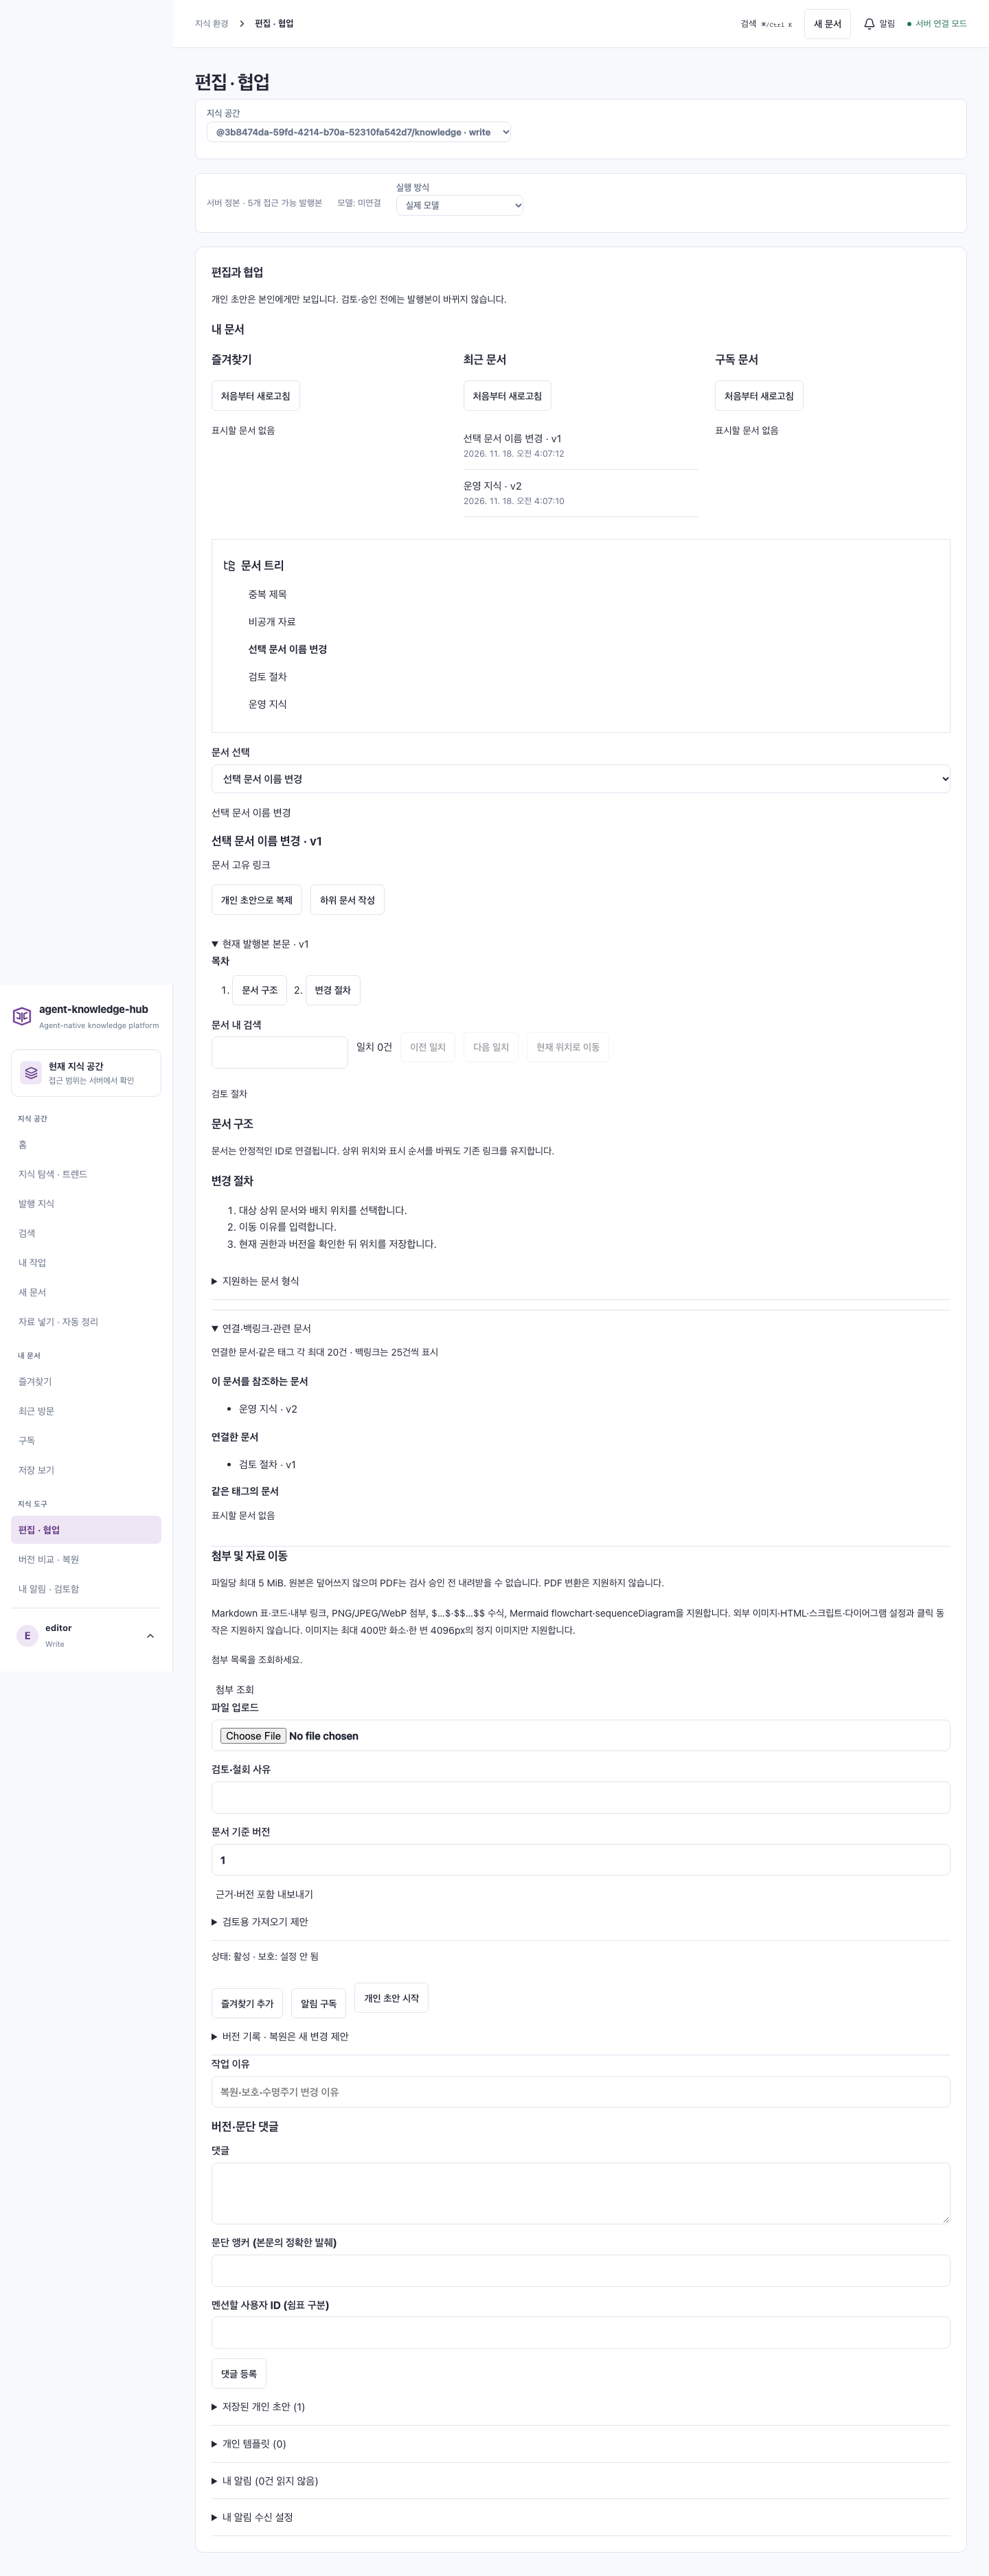 지식 환경 > 편집 · 협업
검색 ⌘/Ctrl K 새 문서 알림 서버 연결 모드
편집 · 협업
지식 공간
@3b8474da-59fd-4214-b70a-52310fa542d7/knowledge · write
실행 방식
서버 정본 · 5개 접근 가능 발행본 모델: 미연결 실제 모델
편집과 협업
개인 초안은 본인에게만 보입니다. 검토·승인 전에는 발행본이 바뀌지 않습니다.
내 문서
즐겨찾기
처음부터 새로고침
표시할 문서 없음
최근 문서
처음부터 새로고침
선택 문서 이름 변경 · v1
2026. 11. 18. 오전 4:07:12
운영 지식 · v2
2026. 11. 18. 오전 4:07:10
구독 문서
처음부터 새로고침
표시할 문서 없음
문서 트리
중복 제목
비공개 자료
선택 문서 이름 변경
검토 절차
운영 지식
문서 선택
선택 문서 이름 변경
선택 문서 이름 변경
선택 문서 이름 변경 · v1
문서 고유 링크
개인 초안으로 복제 하위 문서 작성
▼ 현재 발행본 본문 · v1
목차
1. 문서 구조 2. 변경 절차
문서 내 검색
일치 0건 이전 일치 다음 일치 현재 위치로 이동
검토 절차
문서 구조
문서는 안정적인 ID로 연결됩니다. 상위 위치와 표시 순서를 바꿔도 기존 링크를 유지합니다.
변경 절차
1. 대상 상위 문서와 배치 위치를 선택합니다.
2. 이동 이유를 입력합니다.
3. 현재 권한과 버전을 확인한 뒤 위치를 저장합니다.
▶ 지원하는 문서 형식
▼ 연결·백링크·관련 문서
연결한 문서·같은 태그 각 최대 20건 · 백링크는 25건씩 표시
이 문서를 참조하는 문서
• 운영 지식 · v2
연결한 문서
• 검토 절차 · v1
같은 태그의 문서
표시할 문서 없음
첨부 및 자료 이동
파일당 최대 5 MiB. 원본은 덮어쓰지 않으며 PDF는 검사 승인 전 내려받을 수 없습니다. PDF 변환은 지원하지 않습니다.
Markdown 표·코드·내부 링크, PNG/JPEG/WebP 첨부, $...$·$$...$$ 수식, Mermaid flowchart·sequenceDiagram을 지원합니다. 외부 이미지·HTML·스크립트·다이어그램 설정과 클릭 동
작은 지원하지 않습니다. 이미지는 최대 400만 화소·한 변 4096px의 정지 이미지만 지원합니다.
첨부 목록을 조회하세요.
첨부 조회
파일 업로드
Choose File No file chosen
검토·철회 사유
문서 기준 버전
1
근거·버전 포함 내보내기
▶ 검토용 가져오기 제안
상태: 활성 · 보호: 설정 안 됨
즐겨찾기 추가 알림 구독 개인 초안 시작
▶ 버전 기록 · 복원은 새 변경 제안
작업 이유
복원·보호·수명주기 변경 이유
버전·문단 댓글
댓글
문단 앵커 (본문의 정확한 발췌)
멘션할 사용자 ID (쉼표 구분)
댓글 등록
▶ 저장된 개인 초안 (1)
▶ 개인 템플릿 (0)
▶ 내 알림 (0건 읽지 않음)
▶ 내 알림 수신 설정
agent-knowledge-hub
Agent-native knowledge platform
현재 지식 공간
접근 범위는 서버에서 확인
지식 공간
홈
지식 탐색 · 트렌드
발행 지식
검색
내 작업
새 문서
자료 넣기 · 자동 정리
내 문서
즐겨찾기
최근 방문
구독
저장 보기
지식 도구
편집 · 협업
버전 비교 · 복원
내 알림 · 검토함
E editor
Write